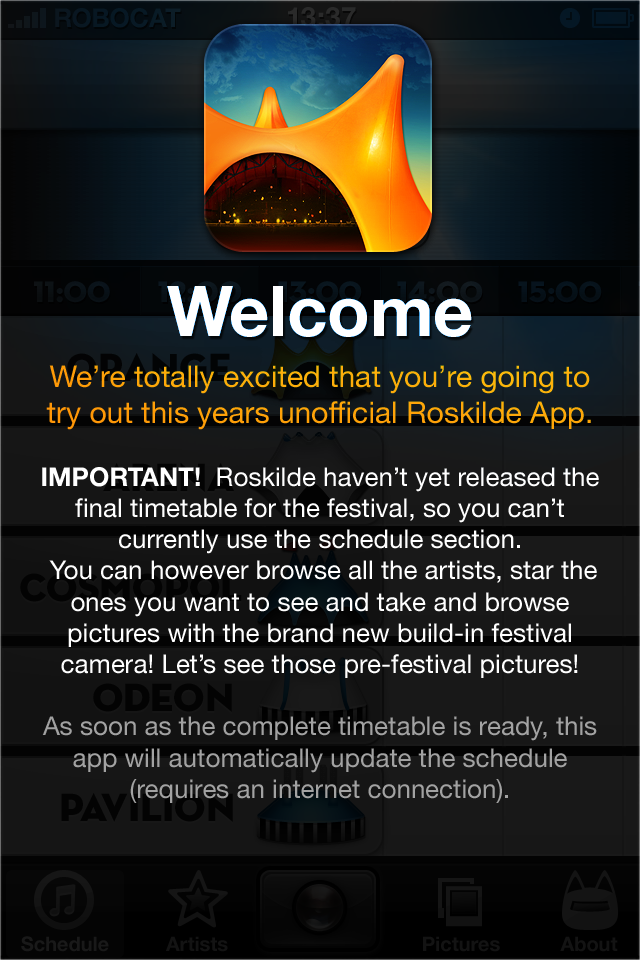 ROBOCAT 13:37
11:00 12:00 13:00 14:00 15:00
Welcome
ORANGE
We’re totally excited that you’re going to
try out this years unofficial Roskilde App.
ARENA
IMPORTANT! Roskilde haven’t yet released the
final timetable for the festival, so you can’t
currently use the schedule section.
You can however browse all the artists, star the
COSMOPOL
ones you want to see and take and browse
pictures with the brand new build-in festival
camera! Let’s see those pre-festival pictures!
ODEON
As soon as the complete timetable is ready, this
app will automatically update the schedule
(requires an internet connection).
PAVILION
Schedule Artists Pictures About